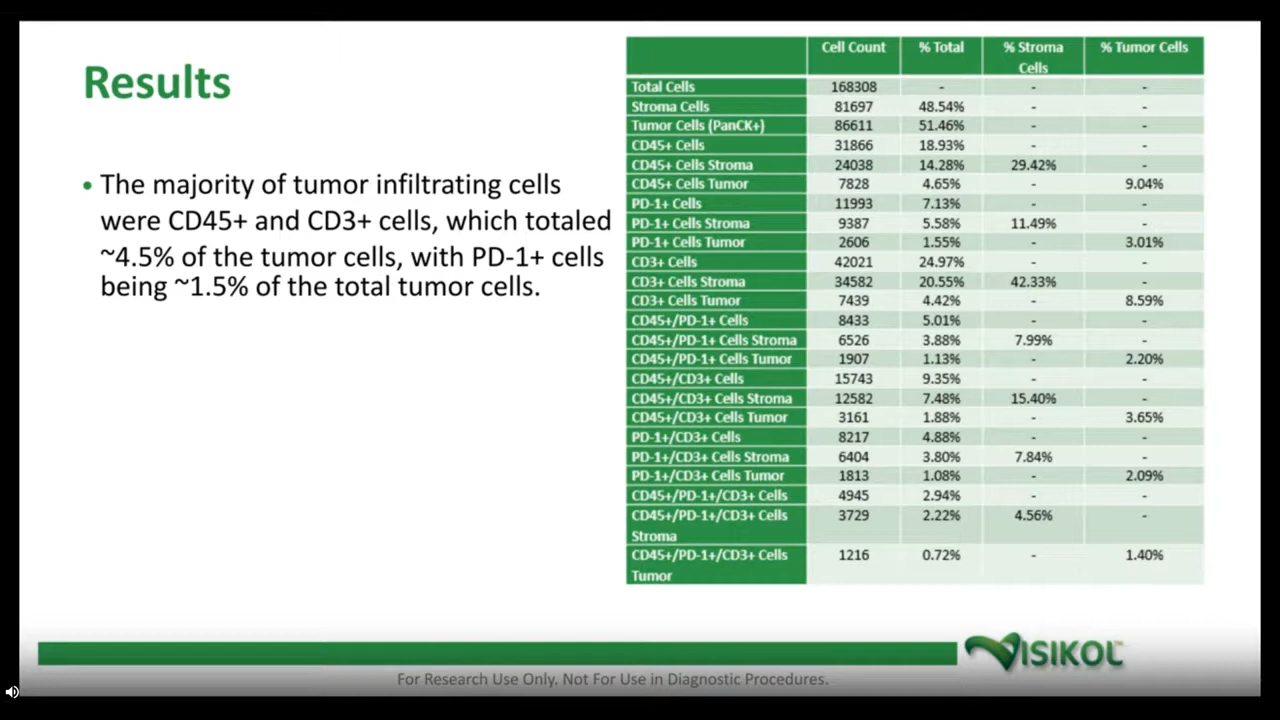 Results
• The majority of tumor infiltrating cells
were CD45+ and CD3+ cells, which totaled
~4.5% of the tumor cells, with PD-1+ cells
being ~1.5% of the total tumor cells.
Cell Count % Total % Stroma Cells % Tumor Cells
Total Cells 168308 - - -
Stroma Cells 81697 48.54% - -
Tumor Cells (PanCK+) 86611 51.46% - -
CD45+ Cells 31866 18.93% - -
CD45+ Cells Stroma 24038 14.28% 29.42% -
CD45+ Cells Tumor 7828 4.65% - 9.04%
PD-1+ Cells 11993 7.13% - -
PD-1+ Cells Stroma 9387 5.58% 11.49% -
PD-1+ Cells Tumor 2606 1.55% - 3.01%
CD3+ Cells 42021 24.97% - -
CD3+ Cells Stroma 34582 20.55% 42.33% -
CD3+ Cells Tumor 7439 4.42% - 8.59%
CD45+/PD-1+ Cells 8433 5.01% - -
CD45+/PD-1+ Cells Stroma 6526 3.88% 7.99% -
CD45+/PD-1+ Cells Tumor 1907 1.13% - 2.20%
CD45+/CD3+ Cells 15743 9.35% - -
CD45+/CD3+ Cells Stroma 12582 7.48% 15.40% -
CD45+/CD3+ Cells Tumor 3161 1.88% - 3.65%
PD-1+/CD3+ Cells 8217 4.88% - -
PD-1+/CD3+ Cells Stroma 6404 3.80% 7.84% -
PD-1+/CD3+ Cells Tumor 1813 1.08% - 2.09%
CD45+/PD-1+/CD3+ Cells 4945 2.94% - -
CD45+/PD-1+/CD3+ Cells Stroma 3729 2.22% 4.56% -
CD45+/PD-1+/CD3+ Cells Tumor 1216 0.72% - 1.40%
VISIKOL™
For Research Use Only. Not For Use in Diagnostic Procedures.